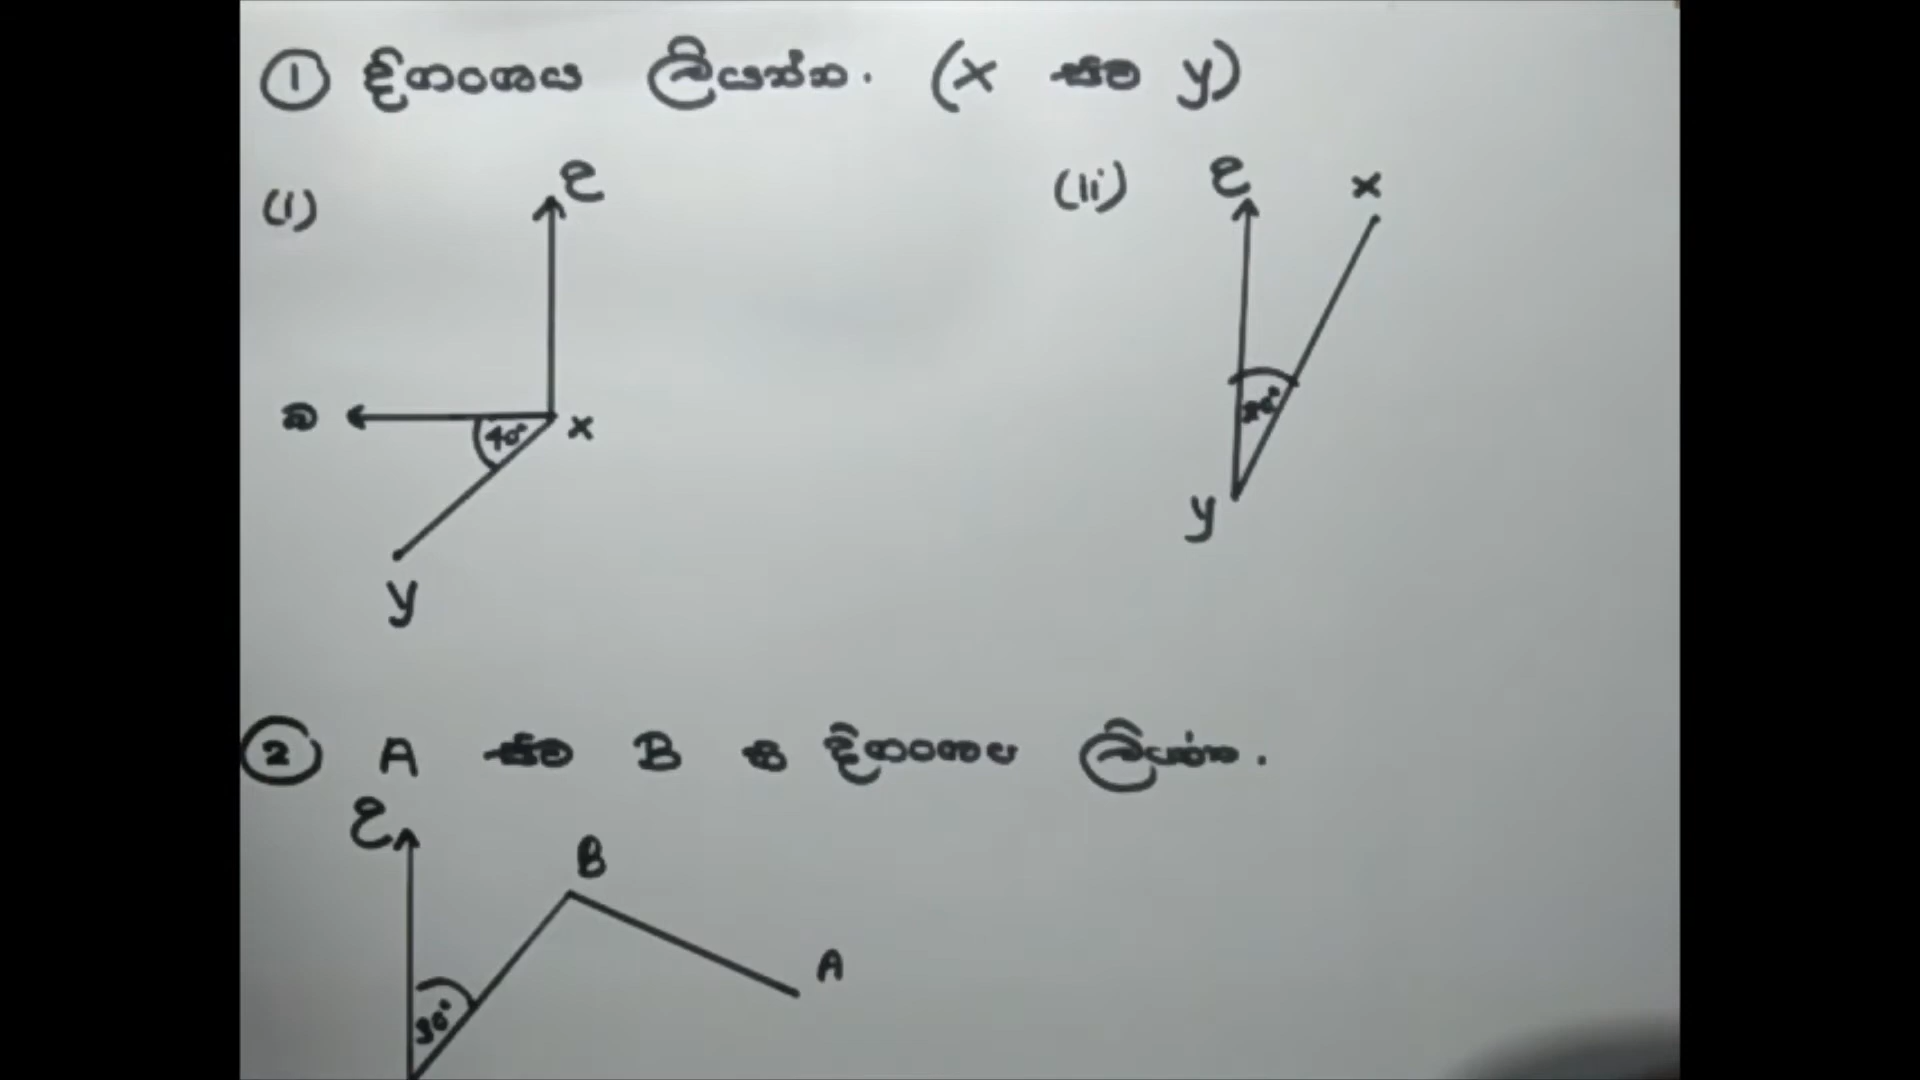 ① දිගංශය ලියන්න. (x සිට y)
(i) උ
(ii) උ x
බ 40° x
y
y
② A සිට B හි දිගංශය ලියන්න.
උ
B
A
30°